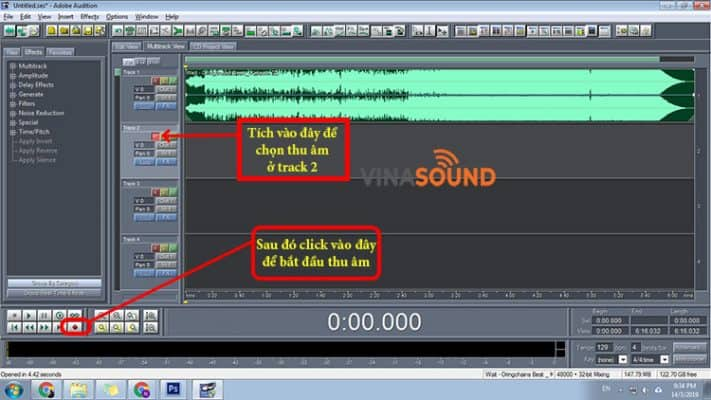 Untitled.ses* - Adobe Audition
File Edit View Insert Effects Options Window Help
Files Effects Favorites
Edit View Multitrack View CD Project View
Multitrack
Amplitude
Delay Effects
Generate
Filters
Noise Reduction
Special
Time/Pitch
Apply Invert
Apply Reverse
Apply Silence
Group By Category
Track 1
V 0
Pan 0
Track 2
V 0
Pan 0
Track 3
V 0
Pan 0
Track 4
V 0
Pan 0
Tích vào đây để
chọn thu âm
ở track 2
VINASOUND
Sau đó click vào đây
để bắt đầu thu âm
0:00.000
Begin End Length
Sel 0:00.000 0:00.000
View 0:00.000 6:16.032 6:16.032
Tempo 129 bpm 4 beats/bar Advanced
Key (none) 4/4 time Metronome
Opened in 4.42 seconds
48000 • 32-bit Mixing 147.79 MB 122.70 GB free
EN
9:34 PM
14/5/2018